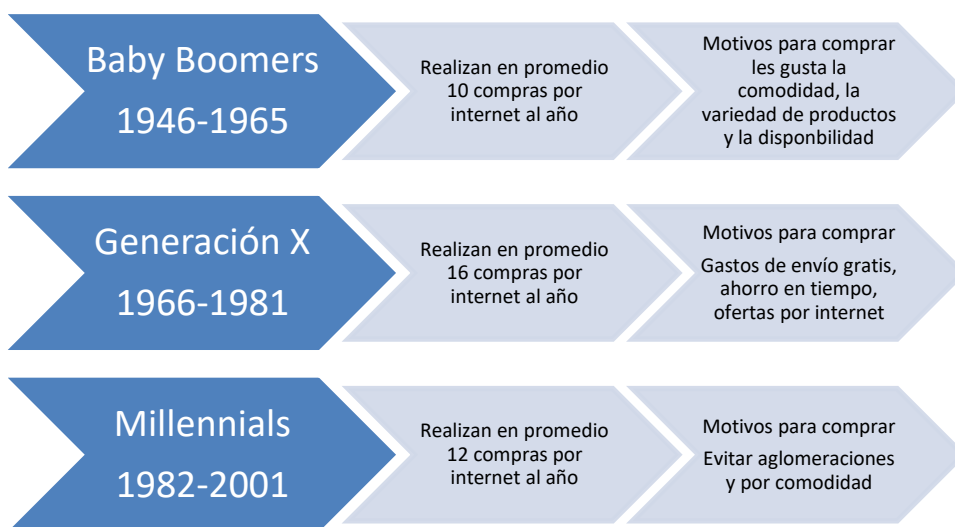 Baby Boomers
1946-1965
Realizan en promedio
10 compras por
internet al año
Motivos para comprar
les gusta la
comodidad, la
variedad de productos
y la disponbilidad
Generación X
1966-1981
Realizan en promedio
16 compras por
internet al año
Motivos para comprar
Gastos de envío gratis,
ahorro en tiempo,
ofertas por internet
Millennials
1982-2001
Realizan en promedio
12 compras por
internet al año
Motivos para comprar
Evitar aglomeraciones
y por comodidad